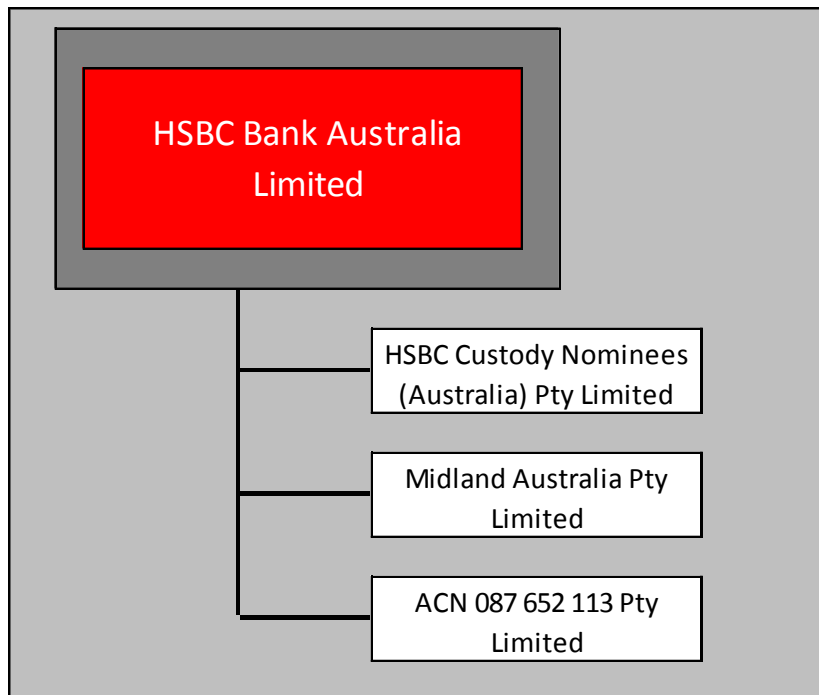 HSBC Bank Australia
Limited
HSBC Custody Nominees
(Australia) Pty Limited
Midland Australia Pty
Limited
ACN 087 652 113 Pty
Limited